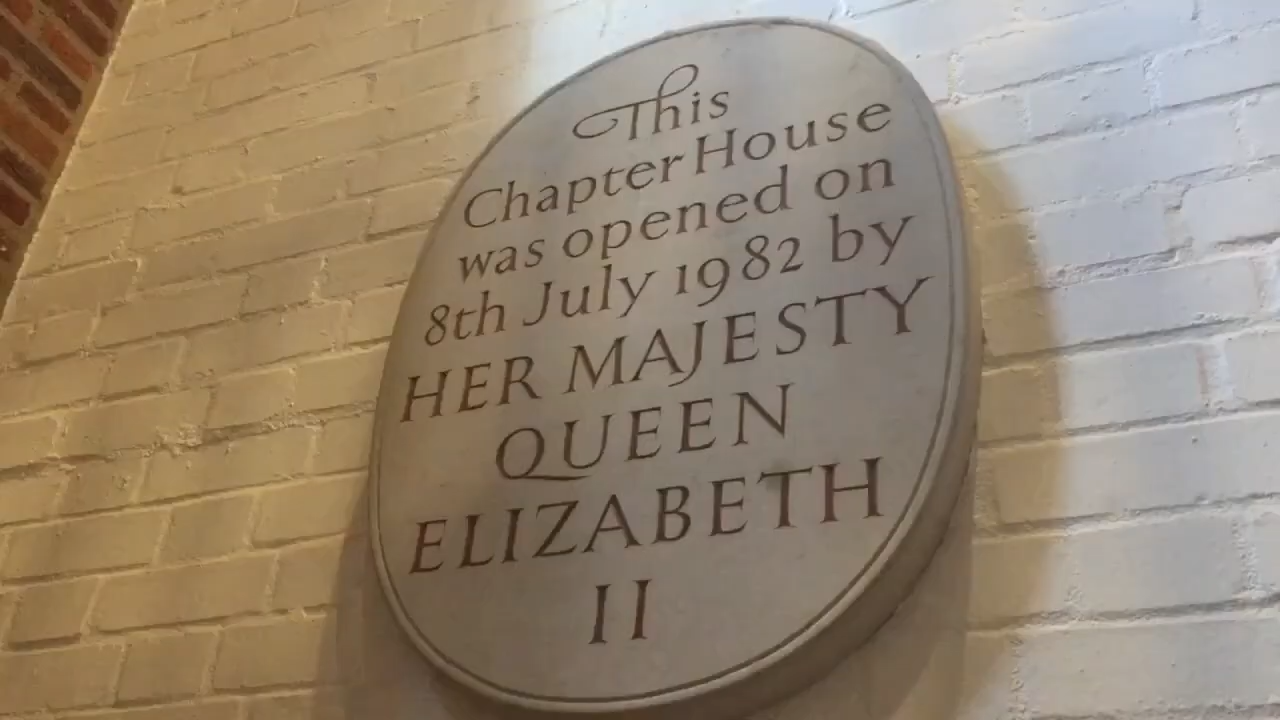 This
Chapter House
was opened on
8th July 1982 by
HER MAJESTY
QUEEN
ELIZABETH
II